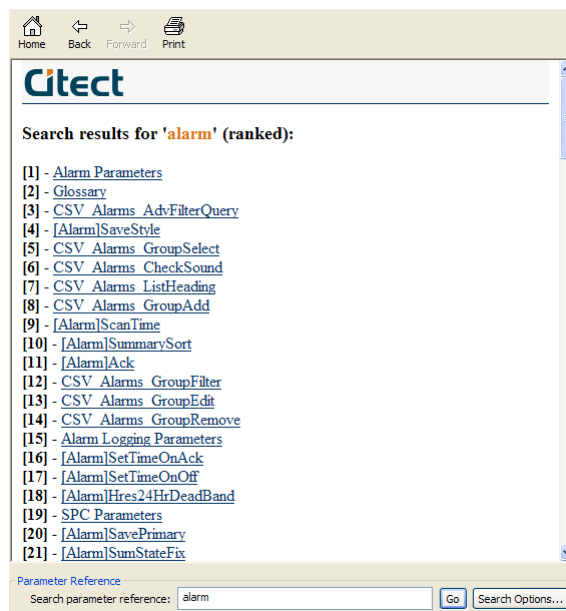 Home Back Forward Print
Citect
Search results for 'alarm' (ranked):
[1] - Alarm Parameters
[2] - Glossary
[3] - CSV_Alarms_AdvFilterQuery
[4] - [Alarm]SaveStyle
[5] - CSV_Alarms_GroupSelect
[6] - CSV_Alarms_CheckSound
[7] - CSV_Alarms_ListHeading
[8] - CSV_Alarms_GroupAdd
[9] - [Alarm]ScanTime
[10] - [Alarm]SummarySort
[11] - [Alarm]Ack
[12] - CSV_Alarms_GroupFilter
[13] - CSV_Alarms_GroupEdit
[14] - CSV_Alarms_GroupRemove
[15] - Alarm Logging Parameters
[16] - [Alarm]SetTimeOnAck
[17] - [Alarm]SetTimeOnOff
[18] - [Alarm]Hres24HrDeadBand
[19] - SPC Parameters
[20] - [Alarm]SavePrimary
[21] - [Alarm]SumStateFix
Parameter Reference
Search parameter reference: alarm Go Search Options...